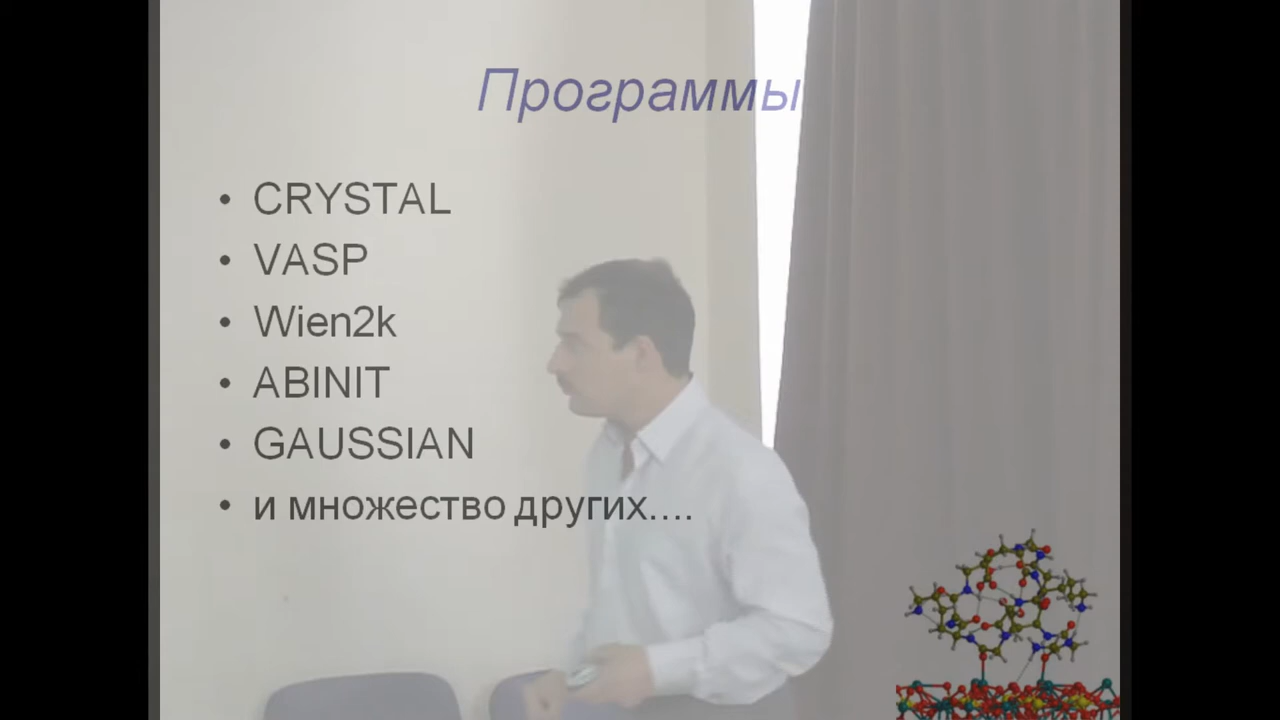 Программы
• CRYSTAL
• VASP
• Wien2k
• ABINIT
• GAUSSIAN
• и множество других....